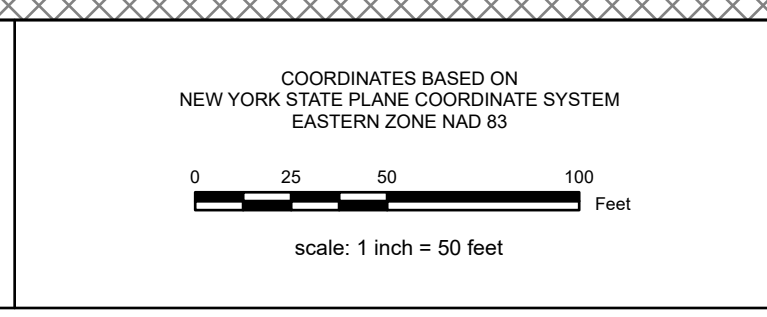 COORDINATES BASED ON
NEW YORK STATE PLANE COORDINATE SYSTEM
EASTERN ZONE NAD 83
0 25 50 100
Feet
scale: 1 inch = 50 feet